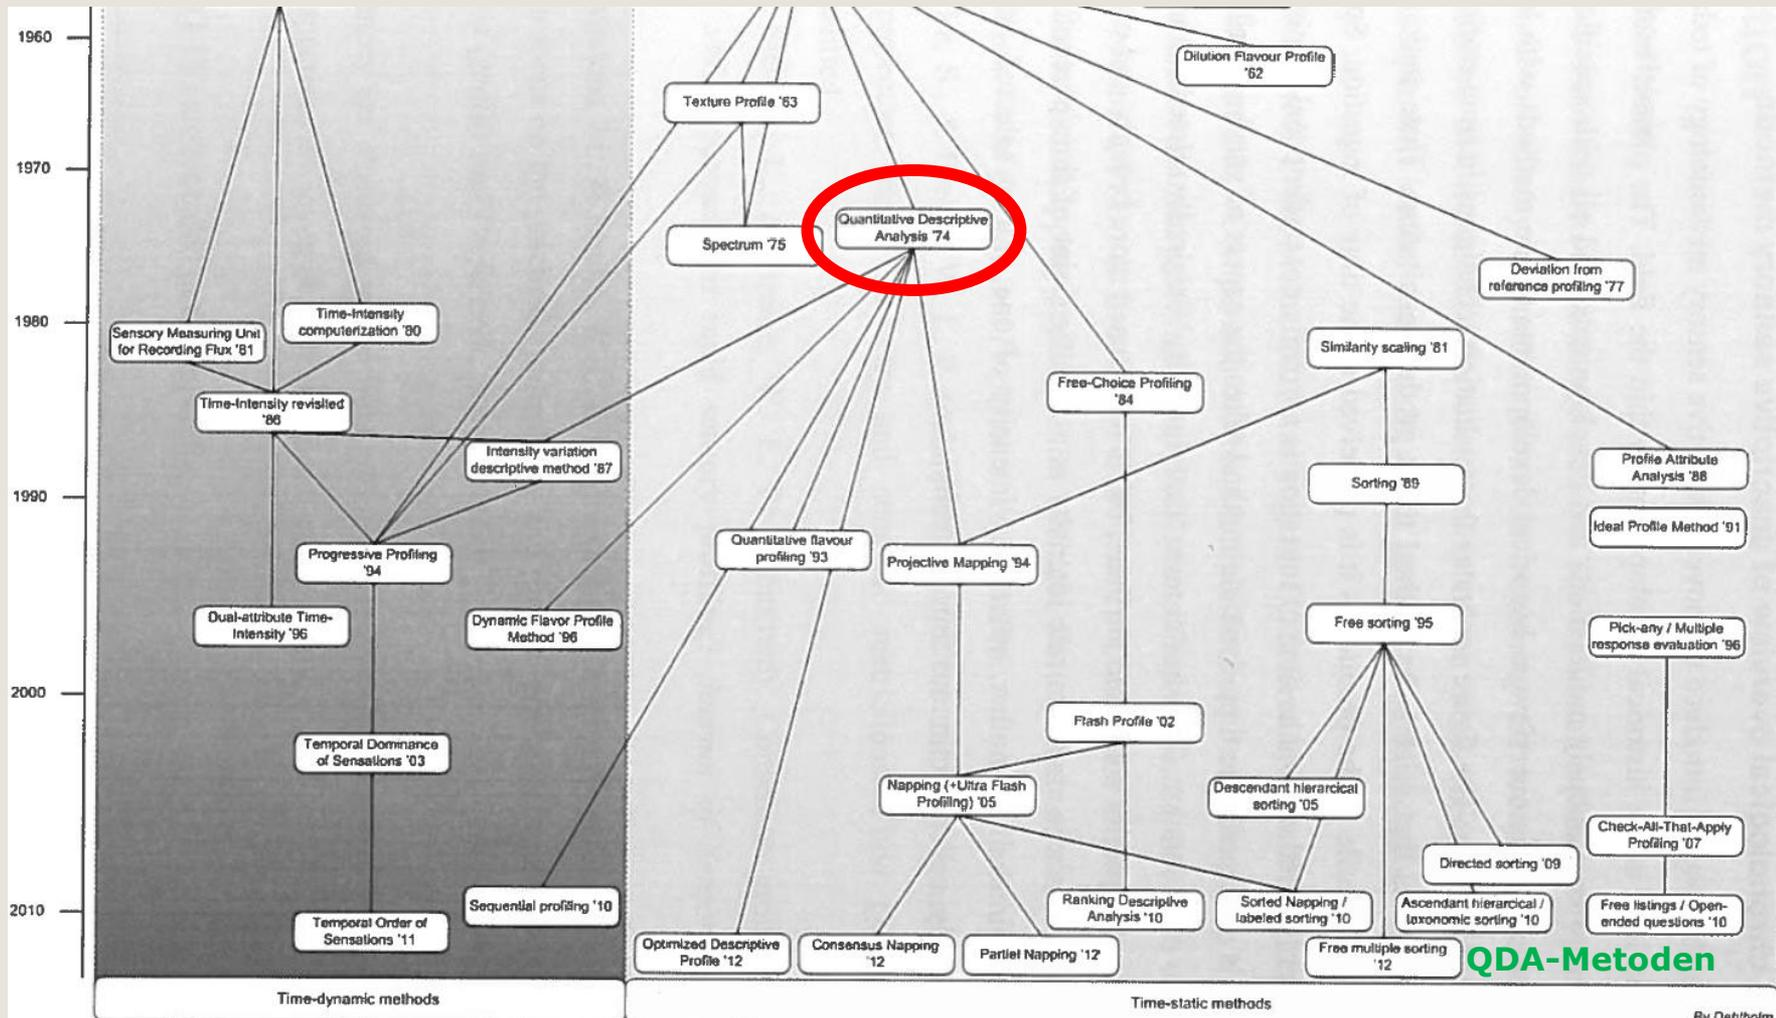 1960
1970
1980
1990
2000
2010
Dilution Flavour Profile
'62
Texture Profile '63
Quantitative Descriptive
Analysis '74
Spectrum '75
Deviation from
reference profiling '77
Time-Intensity
computerization '80
Sensory Measuring Unit
for Recording Flux '81
Similarity scaling '81
Free-Choice Profiling
'84
Time-Intensity revisited
'86
Intensity variation
descriptive method '87
Profile Attribute
Analysis '88
Sorting '89
Ideal Profile Method '91
Quantitative flavour
profiling '93
Progressive Profiling
'94
Projective Mapping '94
Free sorting '95
Dual-attribute Time-
Intensity '96
Dynamic Flavor Profile
Method '96
Pick-any / Multiple
response evaluation '96
Flash Profile '02
Temporal Dominance
of Sensations '03
Napping (+Ultra Flash
Profiling) '05
Descendant hierarcical
sorting '05
Check-All-That-Apply
Profiling '07
Directed sorting '09
Sequential profiling '10
Ranking Descriptive
Analysis '10
Sorted Napping /
labeled sorting '10
Ascendant hierarchical /
taxonomic sorting '10
Free listings / Open-
ended questions '10
Temporal Order of
Sensations '11
Optimized Descriptive
Profile '12
Consensus Napping
'12
Partiel Napping '12'
Free multiple sorting
'12
QDA-Metoden
Time-dynamic methods
Time-static methods
By Dehlholm